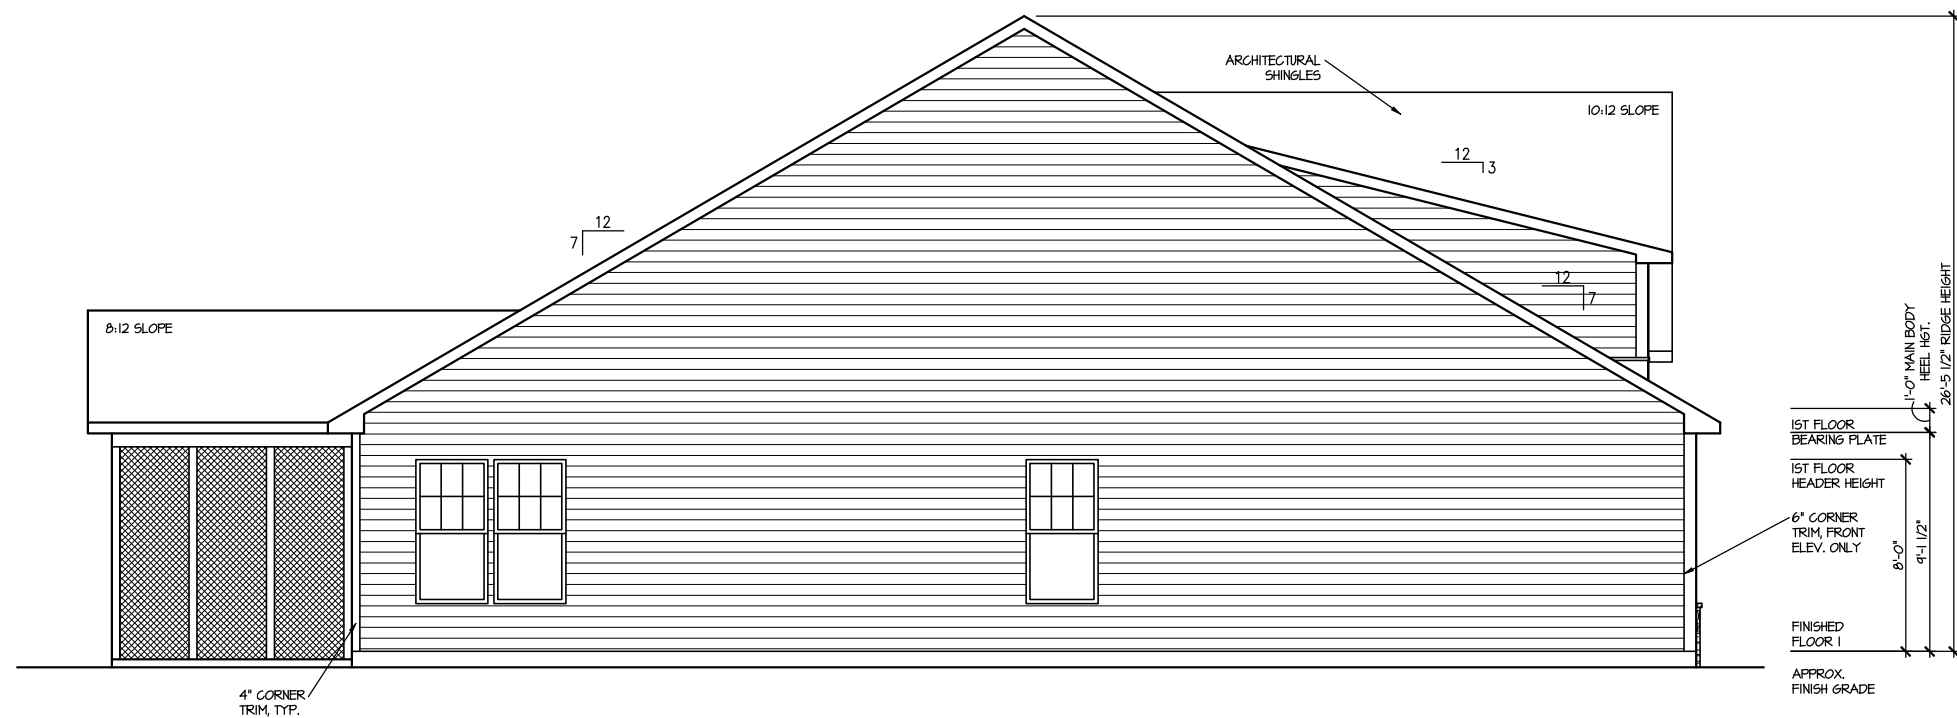 ARCHITECTURAL
SHINGLES
10:12 SLOPE
12
3
12
7
12
7
8:12 SLOPE
1'-0" MAIN BODY
HEEL HGT.
26'-5 1/2" RIDGE HEIGHT
1ST FLOOR
BEARING PLATE
1ST FLOOR
HEADER HEIGHT
6" CORNER
TRIM, FRONT
ELEV. ONLY
8'-0"
9'-1 1/2"
FINISHED
FLOOR 1
APPROX.
FINISH GRADE
4" CORNER
TRIM, TYP.